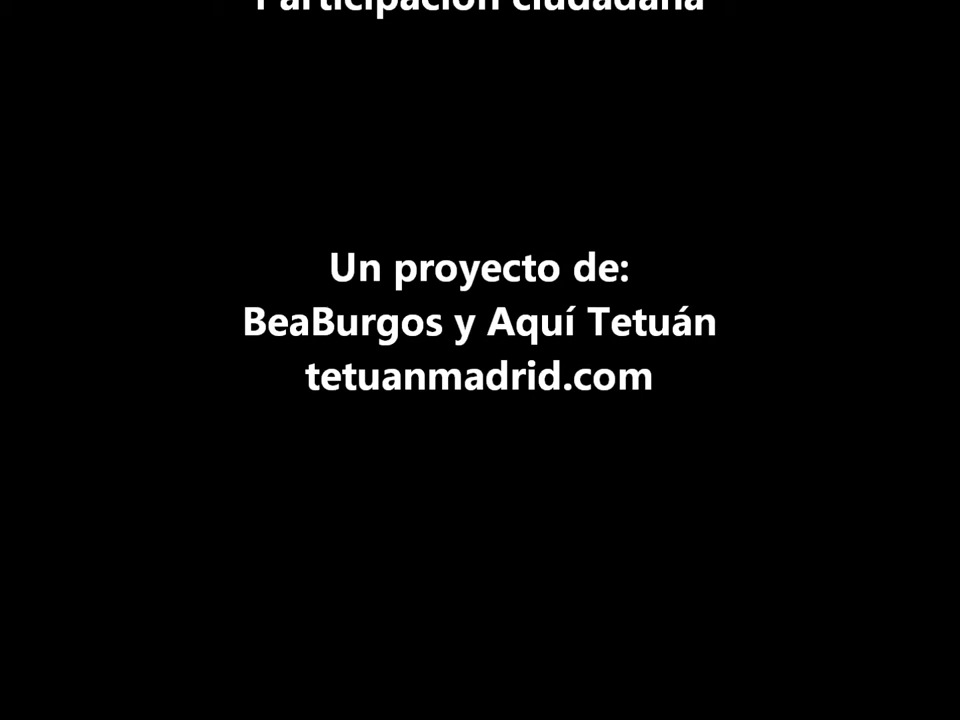 Participación ciudadana
Un proyecto de:
BeaBurgos y Aquí Tetuán
tetuanmadrid.com